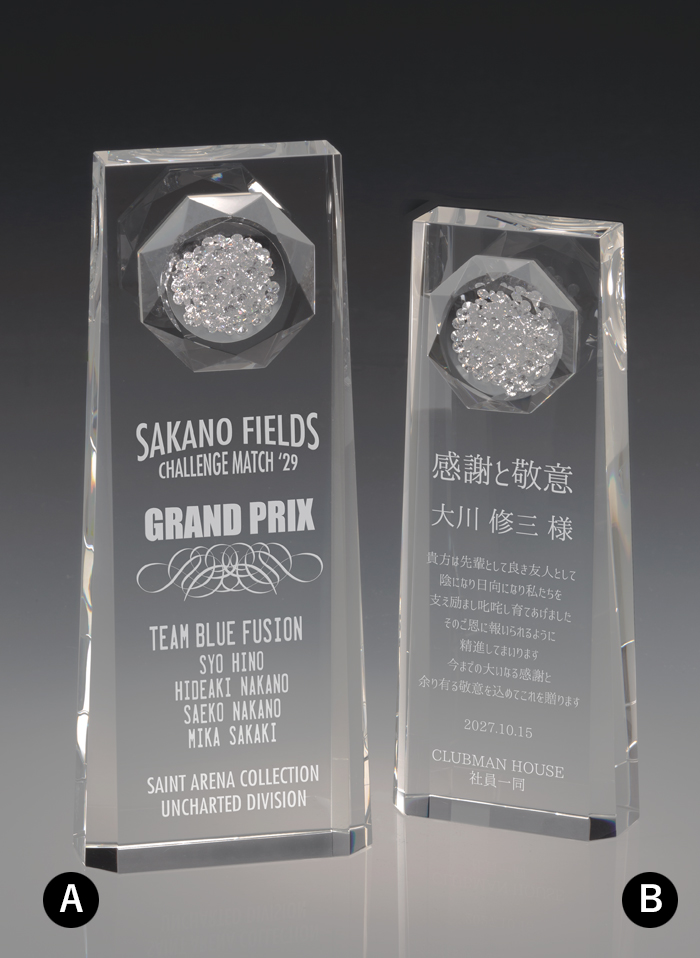 SAKANO FIELDS
CHALLENGE MATCH '29
GRAND PRIX
TEAM BLUE FUSION
SYO HINO
HIDEAKI NAKANO
SAEKO NAKANO
MIKA SAKAKI
SAINT ARENA COLLECTION
UNCHARTED DIVISION
A
感謝と敬意
大川 修三 様
貴方は先輩として良き友人として
陰になり日向になり私たちを
支え励まし叱咤し育てあげました
そのご恩に報いられるように
精進してまいります
今までの大いなる感謝と
余り有る敬意を込めてこれを贈ります
2027.10.15
CLUBMAN HOUSE
社員一同
B